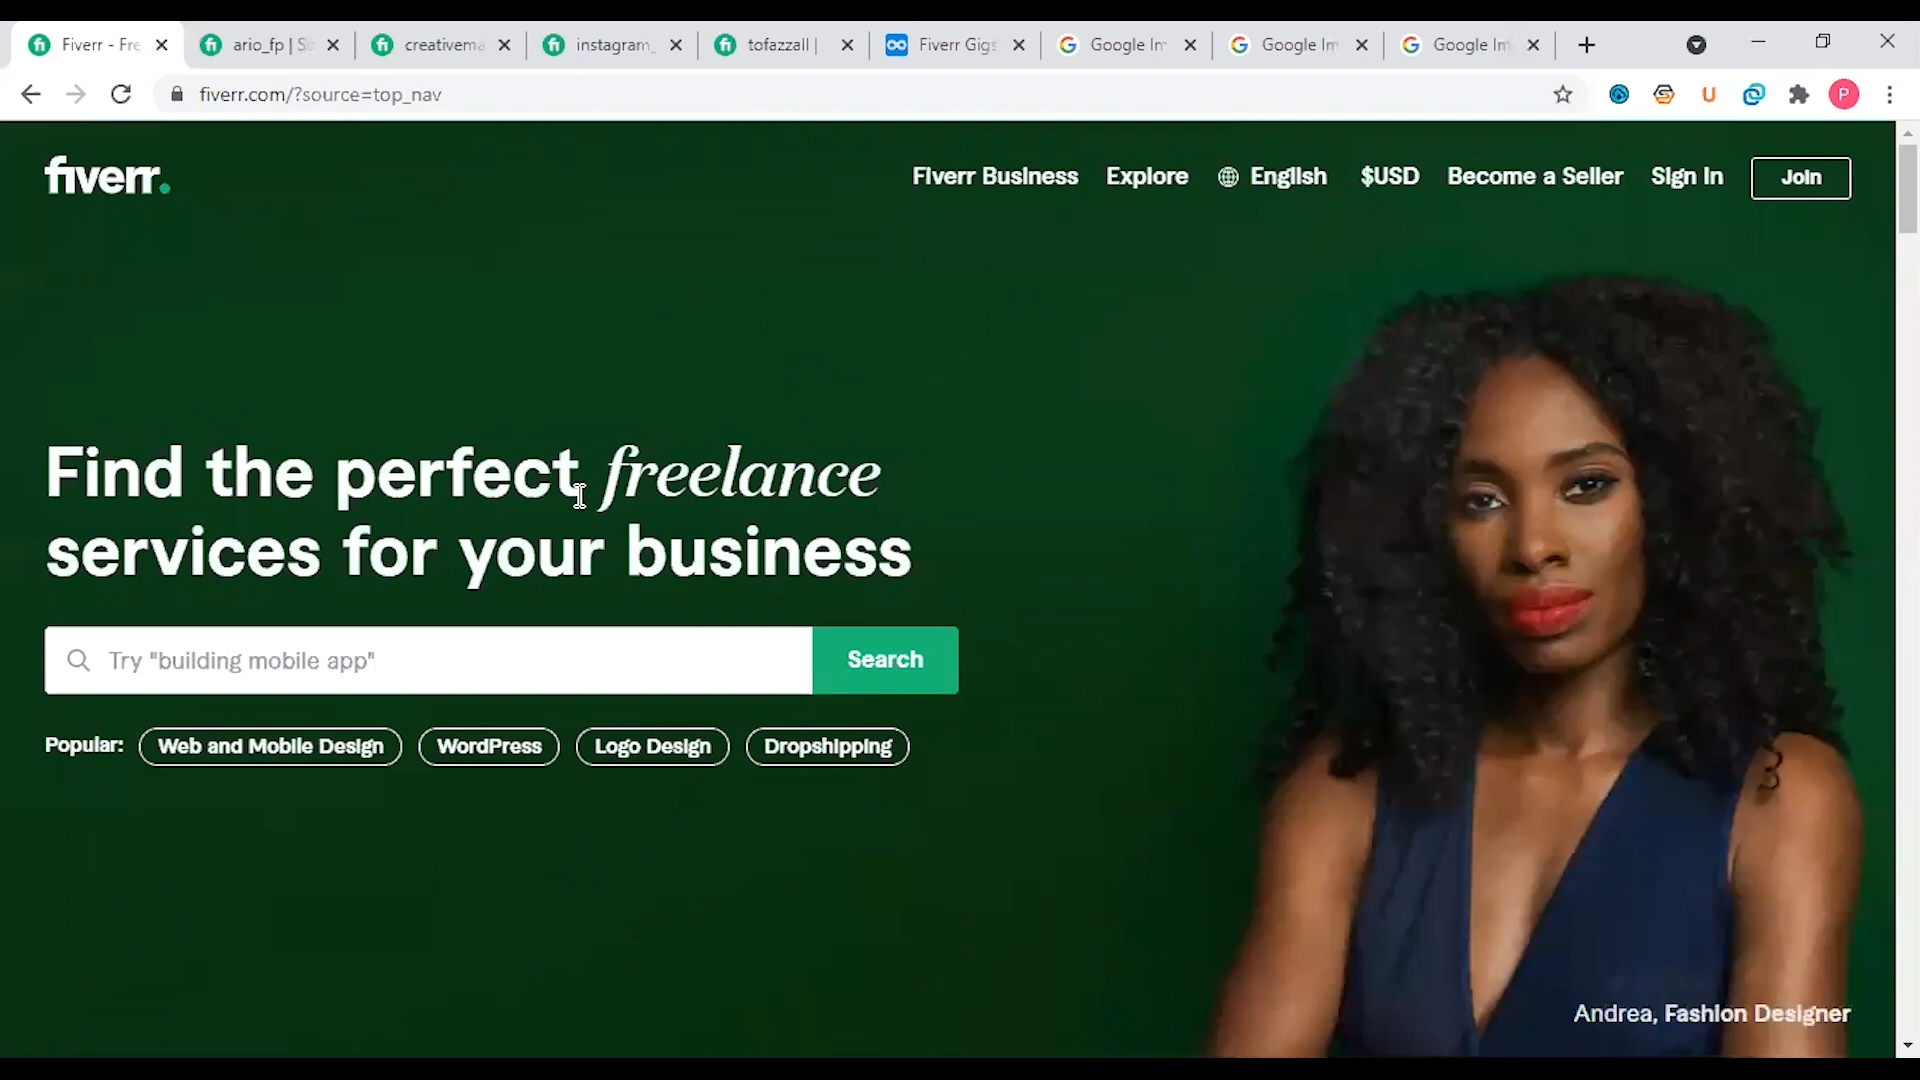 Fiverr - Fre
ario_fp | S
creativema
instagram_
tofazzall |
Fiverr Gigs
Google Im
Google Im
Google Im
fiverr.com/?source=top_nav
U
P
fiverr.
Fiverr Business
Explore
English
$USD
Become a Seller
Sign In
Join
Find the perfect freelance
services for your business
Try "building mobile app"
Search
Popular:
Web and Mobile Design
WordPress
Logo Design
Dropshipping
Andrea, Fashion Designer